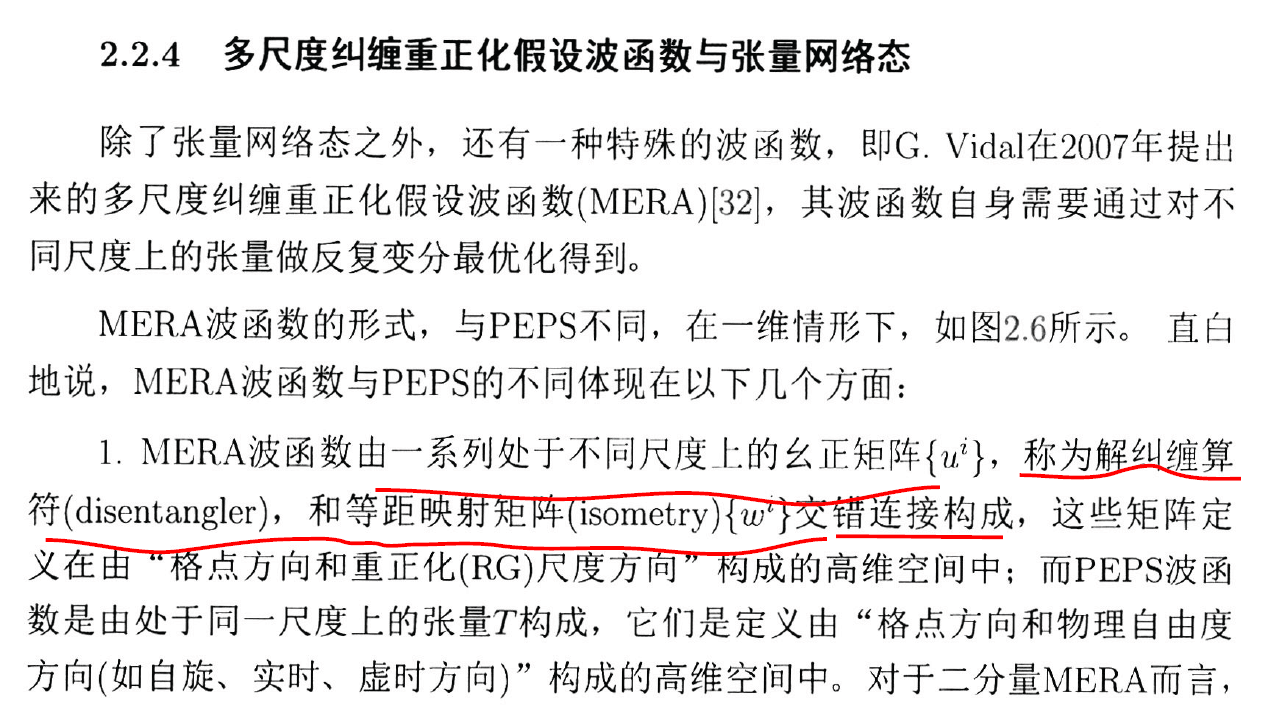 2.2.4 多尺度纠缠重正化假设波函数与张量网络态
除了张量网络态之外，还有一种特殊的波函数，即G. Vidal在2007年提出
来的多尺度纠缠重正化假设波函数(MERA)[32]，其波函数自身需要通过对不
同尺度上的张量做反复变分最优化得到。
MERA波函数的形式，与PEPS不同，在一维情形下，如图2.6所示。 直白
地说，MERA波函数与PEPS的不同体现在以下几个方面：
1. MERA波函数由一系列处于不同尺度上的幺正矩阵{uⁱ}，称为解纠缠算
符(disentangler)，和等距映射矩阵(isometry){wⁱ}交错连接构成，这些矩阵定
义在由“格点方向和重正化(RG)尺度方向”构成的高维空间中；而PEPS波函
数是由处于同一尺度上的张量T构成，它们是定义由“格点方向和物理自由度
方向(如自旋、实时、虚时方向)”构成的高维空间中。对于二分量MERA而言，